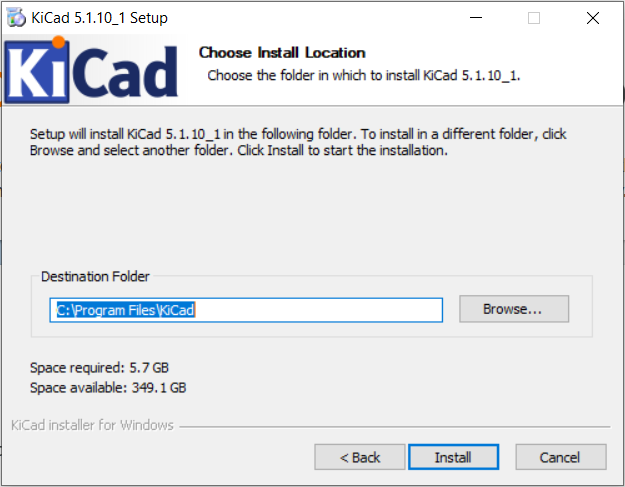 KiCad 5.1.10_1 Setup
KiCad
Choose Install Location
Choose the folder in which to install KiCad 5.1.10_1.
Setup will install KiCad 5.1.10_1 in the following folder. To install in a different folder, click
Browse and select another folder. Click Install to start the installation.
Destination Folder
C:\Program Files\KiCad
Browse...
Space required: 5.7 GB
Space available: 349.1 GB
KiCad installer for Windows
< Back
Install
Cancel